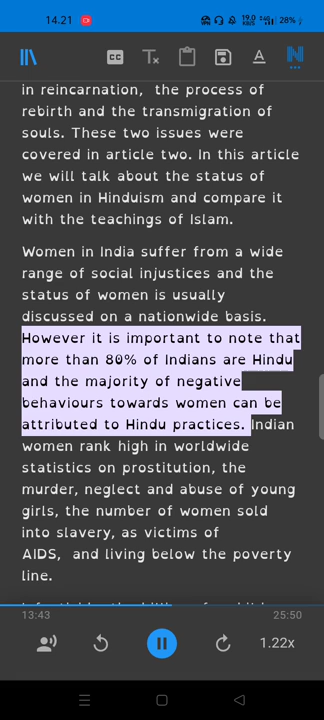 14.21
19.0 KB/s
28%
CC
in reincarnation, the process of
rebirth and the transmigration of
souls. These two issues were
covered in article two. In this article
we will talk about the status of
women in Hinduism and compare it
with the teachings of Islam.
Women in India suffer from a wide
range of social injustices and the
status of women is usually
discussed on a nationwide basis.
However it is important to note that
more than 80% of Indians are Hindu
and the majority of negative
behaviours towards women can be
attributed to Hindu practices. Indian
women rank high in worldwide
statistics on prostitution, the
murder, neglect and abuse of young
girls, the number of women sold
into slavery, as victims of
AIDS, and living below the poverty
line.
13:43
25:50
1.22x